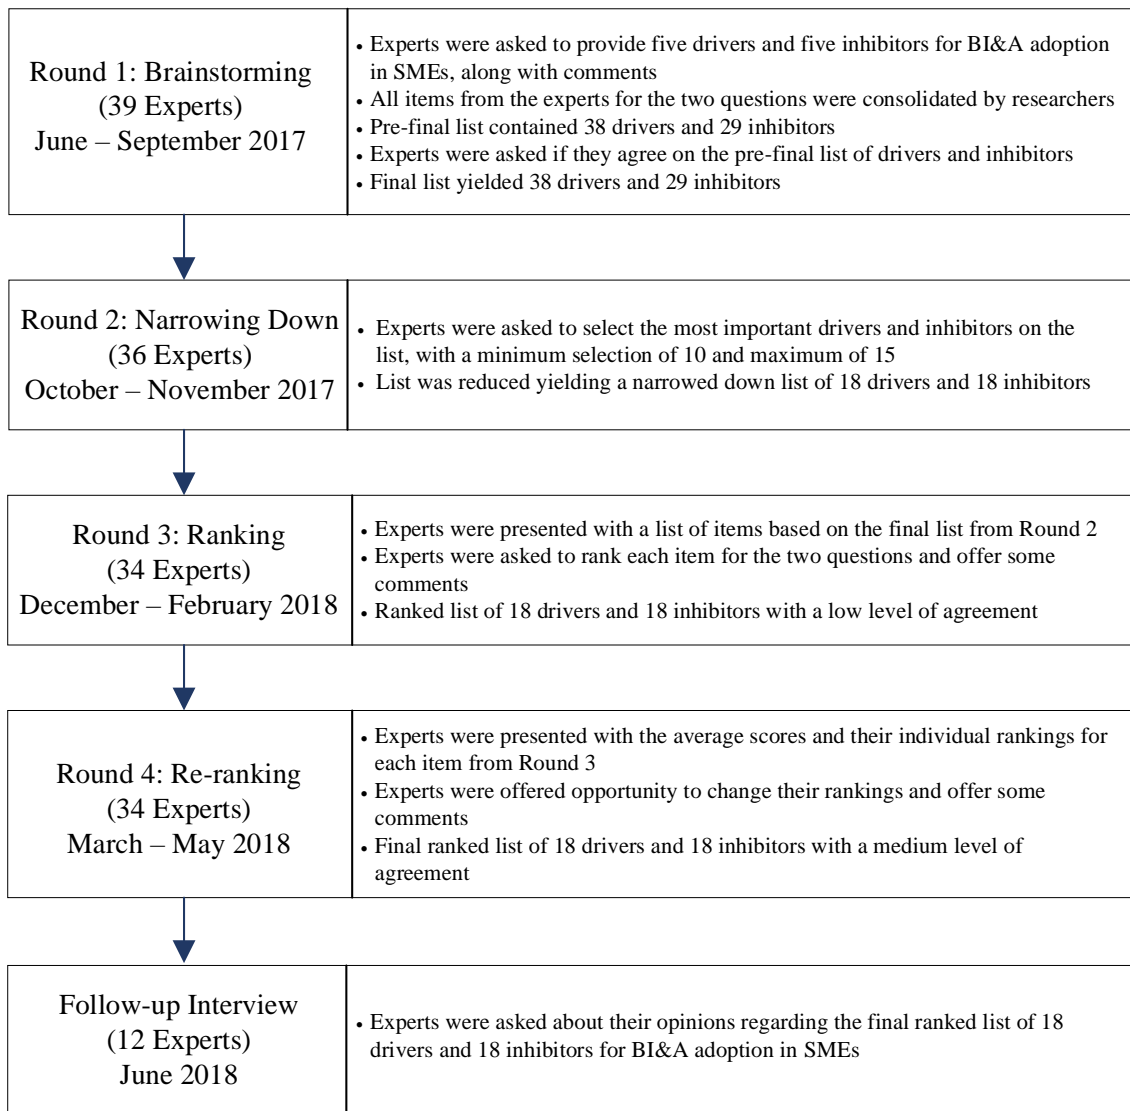 Round 1: Brainstorming
(39 Experts)
June – September 2017
• Experts were asked to provide five drivers and five inhibitors for BI&A adoption
in SMEs, along with comments
• All items from the experts for the two questions were consolidated by researchers
• Pre-final list contained 38 drivers and 29 inhibitors
• Experts were asked if they agree on the pre-final list of drivers and inhibitors
• Final list yielded 38 drivers and 29 inhibitors
Round 2: Narrowing Down
(36 Experts)
October – November 2017
• Experts were asked to select the most important drivers and inhibitors on the
list, with a minimum selection of 10 and maximum of 15
• List was reduced yielding a narrowed down list of 18 drivers and 18 inhibitors
Round 3: Ranking
(34 Experts)
December – February 2018
• Experts were presented with a list of items based on the final list from Round 2
• Experts were asked to rank each item for the two questions and offer some
comments
• Ranked list of 18 drivers and 18 inhibitors with a low level of agreement
Round 4: Re-ranking
(34 Experts)
March – May 2018
• Experts were presented with the average scores and their individual rankings for
each item from Round 3
• Experts were offered opportunity to change their rankings and offer some
comments
• Final ranked list of 18 drivers and 18 inhibitors with a medium level of
agreement
Follow-up Interview
(12 Experts)
June 2018
• Experts were asked about their opinions regarding the final ranked list of 18
drivers and 18 inhibitors for BI&A adoption in SMEs